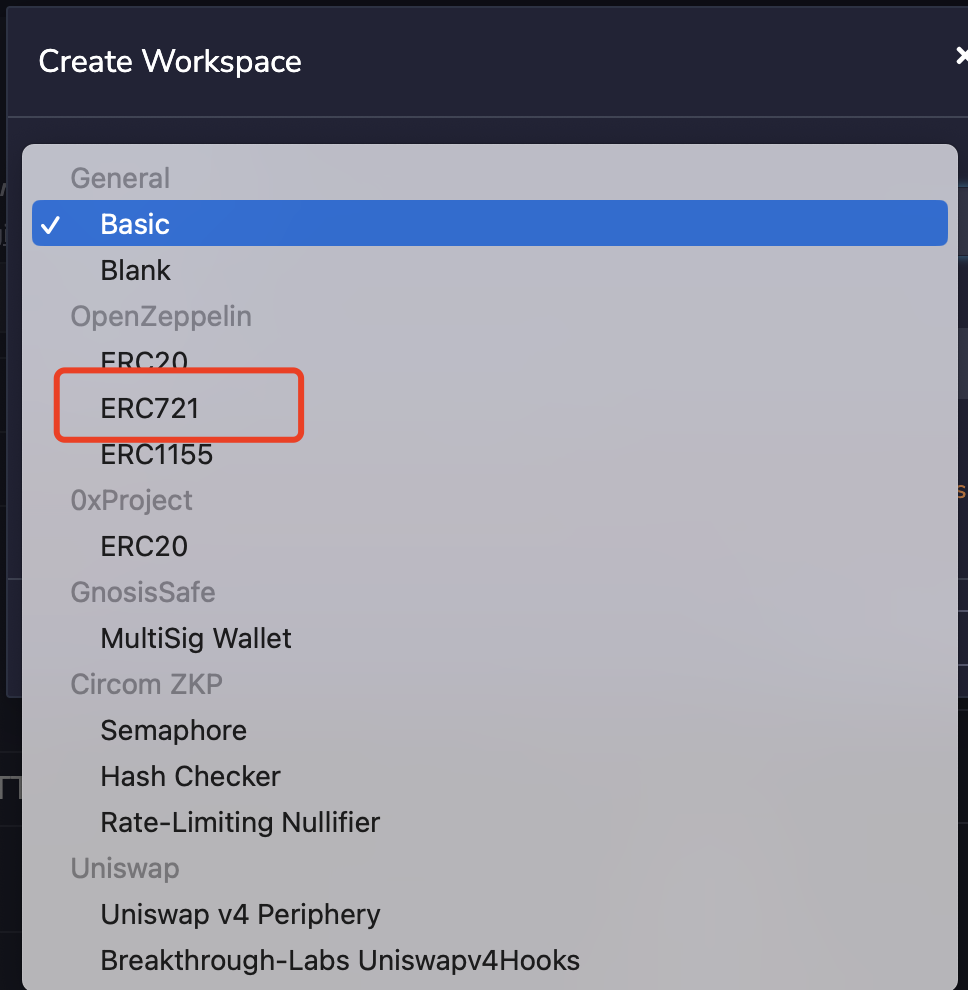 Create Workspace
General
Basic
Blank
OpenZeppelin
ERC20
ERC721
ERC1155
0xProject
ERC20
GnosisSafe
MultiSig Wallet
Circom ZKP
Semaphore
Hash Checker
Rate-Limiting Nullifier
Uniswap
Uniswap v4 Periphery
Breakthrough-Labs Uniswapv4Hooks